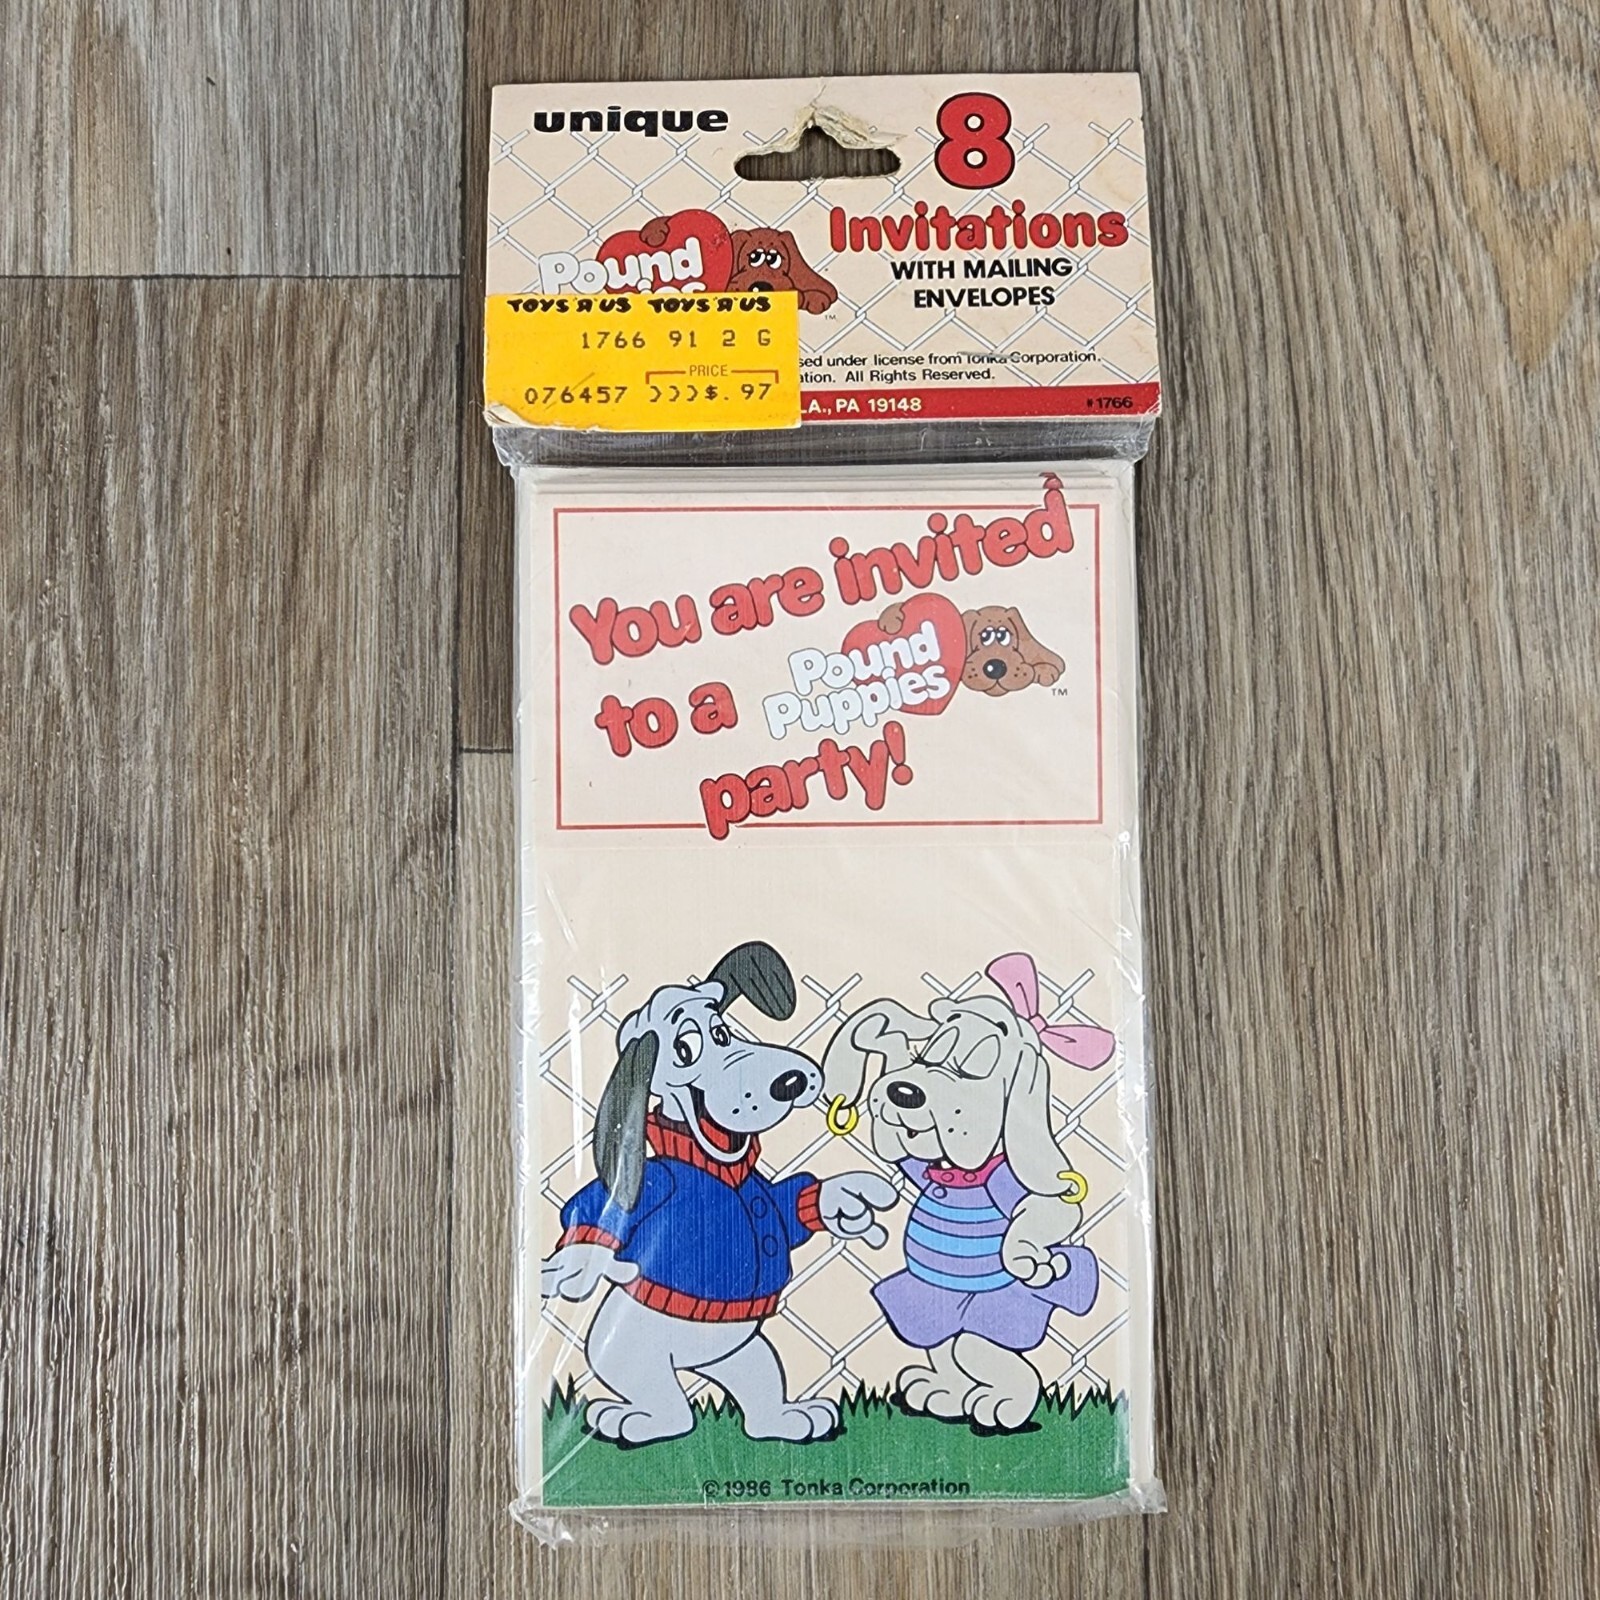 unique
8
Invitations
WITH MAILING
ENVELOPES
Pound
TM
TOYS "R" US TOYS "R" US
1766 91 2 G
PRICE
076457 >>>$.97
under license from Tonka Corporation.
All Rights Reserved.
PA 19148
#1766
You are invited
to a Pound
Puppies
TM
party!
©1986 Tonka Corporation